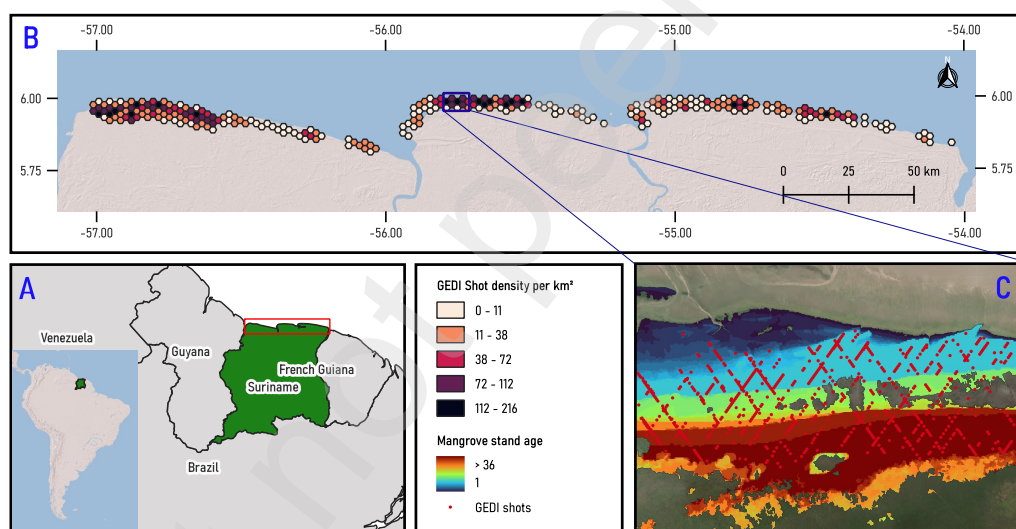 B
-57.00
-56.00
-55.00
-54.00
N
6.00
6.00
5.75
5.75
0
25
50 km
-57.00
-56.00
-55.00
-54.00
A
Venezuela
Guyana
French Guiana
Suriname
Brazil
GEDI Shot density per km²
0 - 11
11 - 38
38 - 72
72 - 112
112 - 216
Mangrove stand age
> 36
1
GEDI shots
C
not pee